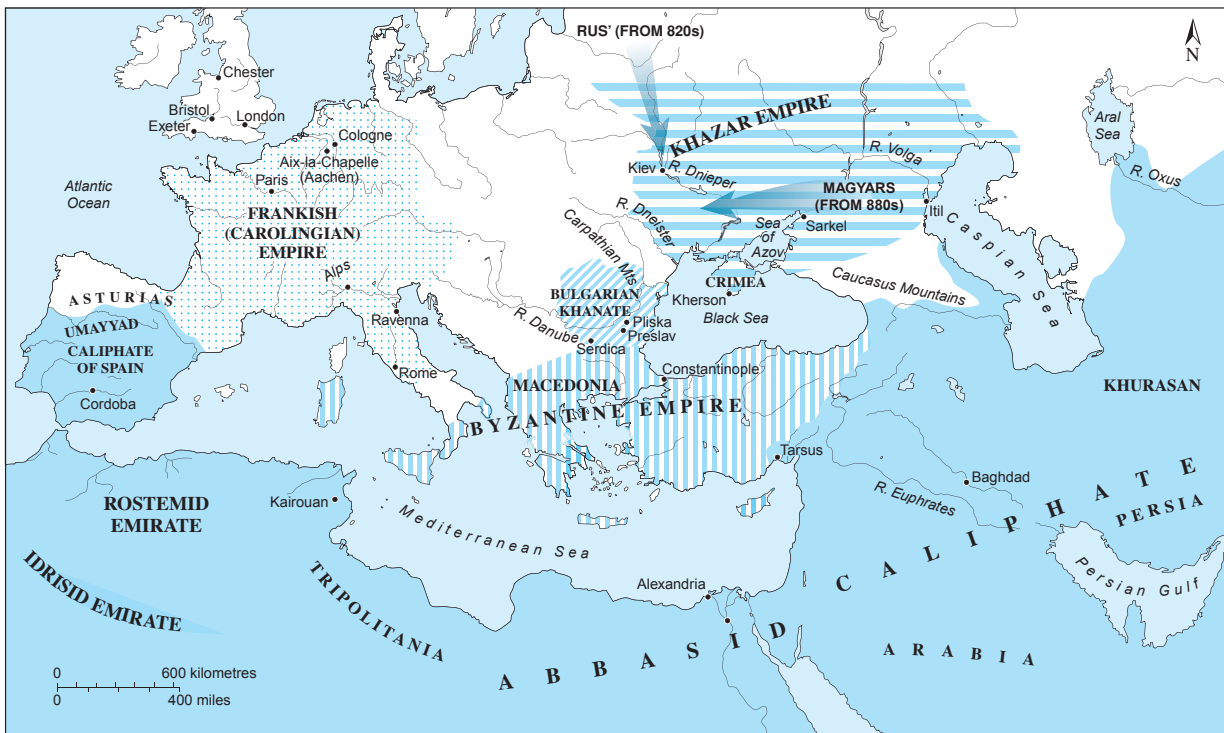 RUS’ (FROM 820s)
N
Chester
Bristol
London
Exeter
Cologne
Aix-la-Chapelle
(Aachen)
Paris
Atlantic
Ocean
FRANKISH
(CAROLINGIAN)
EMPIRE
Alps
KHAZAR EMPIRE
Kiev
R. Dnieper
R. Volga
MAGYARS
(FROM 880s)
Itil
Sarkel
Sea
of
Azov
R. Dneister
Carpathian Mts
Aral
Sea
R. Oxus
Caspian Sea
Caucasus Mountains
CRIMEA
Kherson
Black Sea
BULGARIAN
KHANATE
Pliska
Preslav
R. Danube
Serdica
ASTURIAS
UMAYYAD
CALIPHATE
OF SPAIN
Cordoba
Ravenna
Rome
MACEDONIA
Constantinople
BYZANTINE EMPIRE
KHURASAN
Tarsus
Baghdad
R. Euphrates
PERSIA
Persian Gulf
ROSTEMID
EMIRATE
Kairouan
Mediterranean Sea
IDRISID EMIRATE
TRIPOLITANIA
Alexandria
ABBASID CALIPHATE
ARABIA
0 600 kilometres
0 400 miles